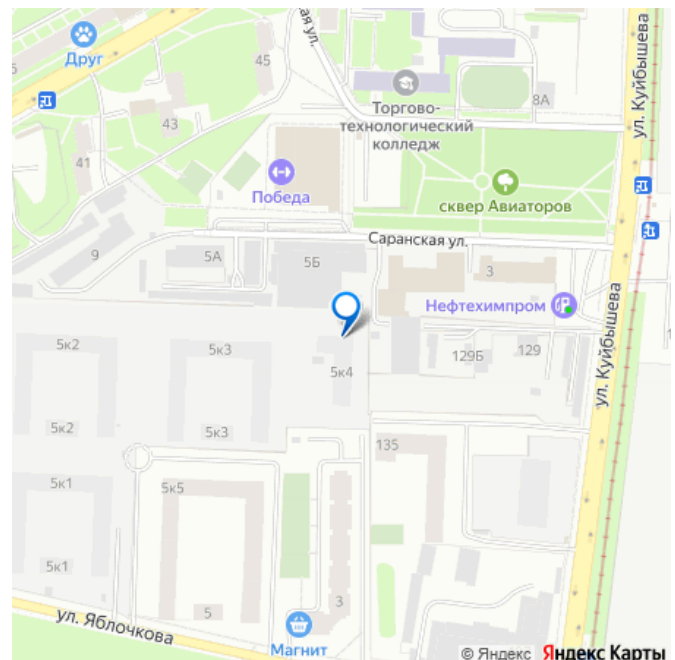 ая ул.
Друг
45
43
41
Торгово-
технологический
колледж
8А
ул. Куйбышева
Победа
сквер Авиаторов
Саранская ул.
9
5А
5Б
3
Нефтехимпром
ул. Куйбышева
5к2
5к3
5к4
129Б
129
5к2
5к3
135
5к1
5к5
5к1
5
3
ул. Яблочкова
Магнит
© Яндекс Яндекс Карты